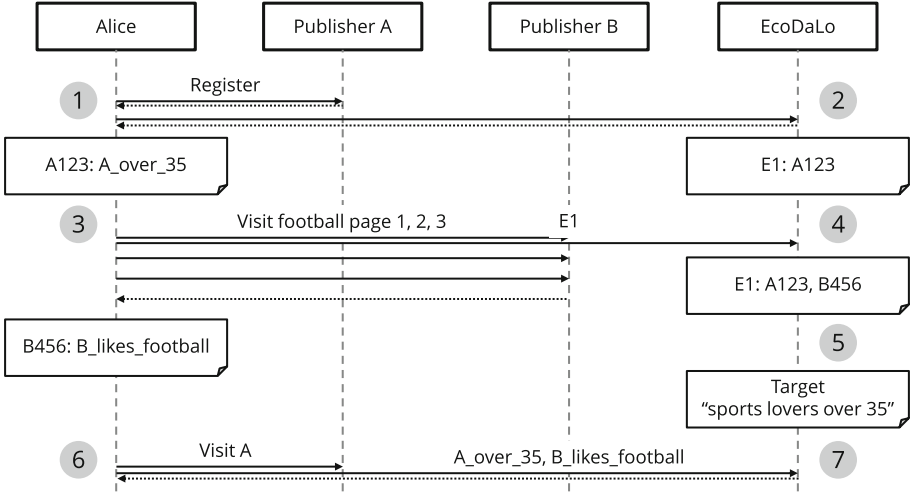 Alice
Publisher A
Publisher B
EcoDaLo
Register
1
2
A123: A_over_35
E1: A123
3
Visit football page 1, 2, 3
E1
4
E1: A123, B456
B456: B_likes_football
5
Target
“sports lovers over 35”
6
Visit A
A_over_35, B_likes_football
7